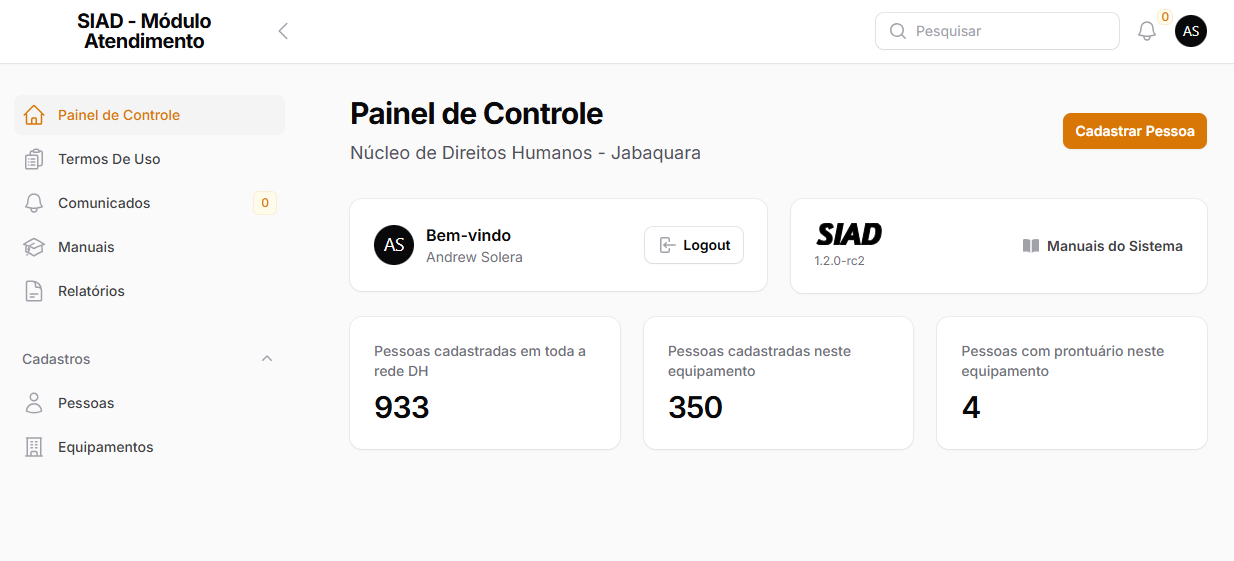 SIAD - Módulo
Atendimento
Pesquisar
0
AS
Painel de Controle
Termos De Uso
Comunicados
0
Manuais
Relatórios
Cadastros
Pessoas
Equipamentos
Painel de Controle
Núcleo de Direitos Humanos - Jabaquara
Cadastrar Pessoa
AS
Bem-vindo
Andrew Solera
Logout
SIAD
1.2.0-rc2
Manuais do Sistema
Pessoas cadastradas em toda a
rede DH
933
Pessoas cadastradas neste
equipamento
350
Pessoas com prontuário neste
equipamento
4